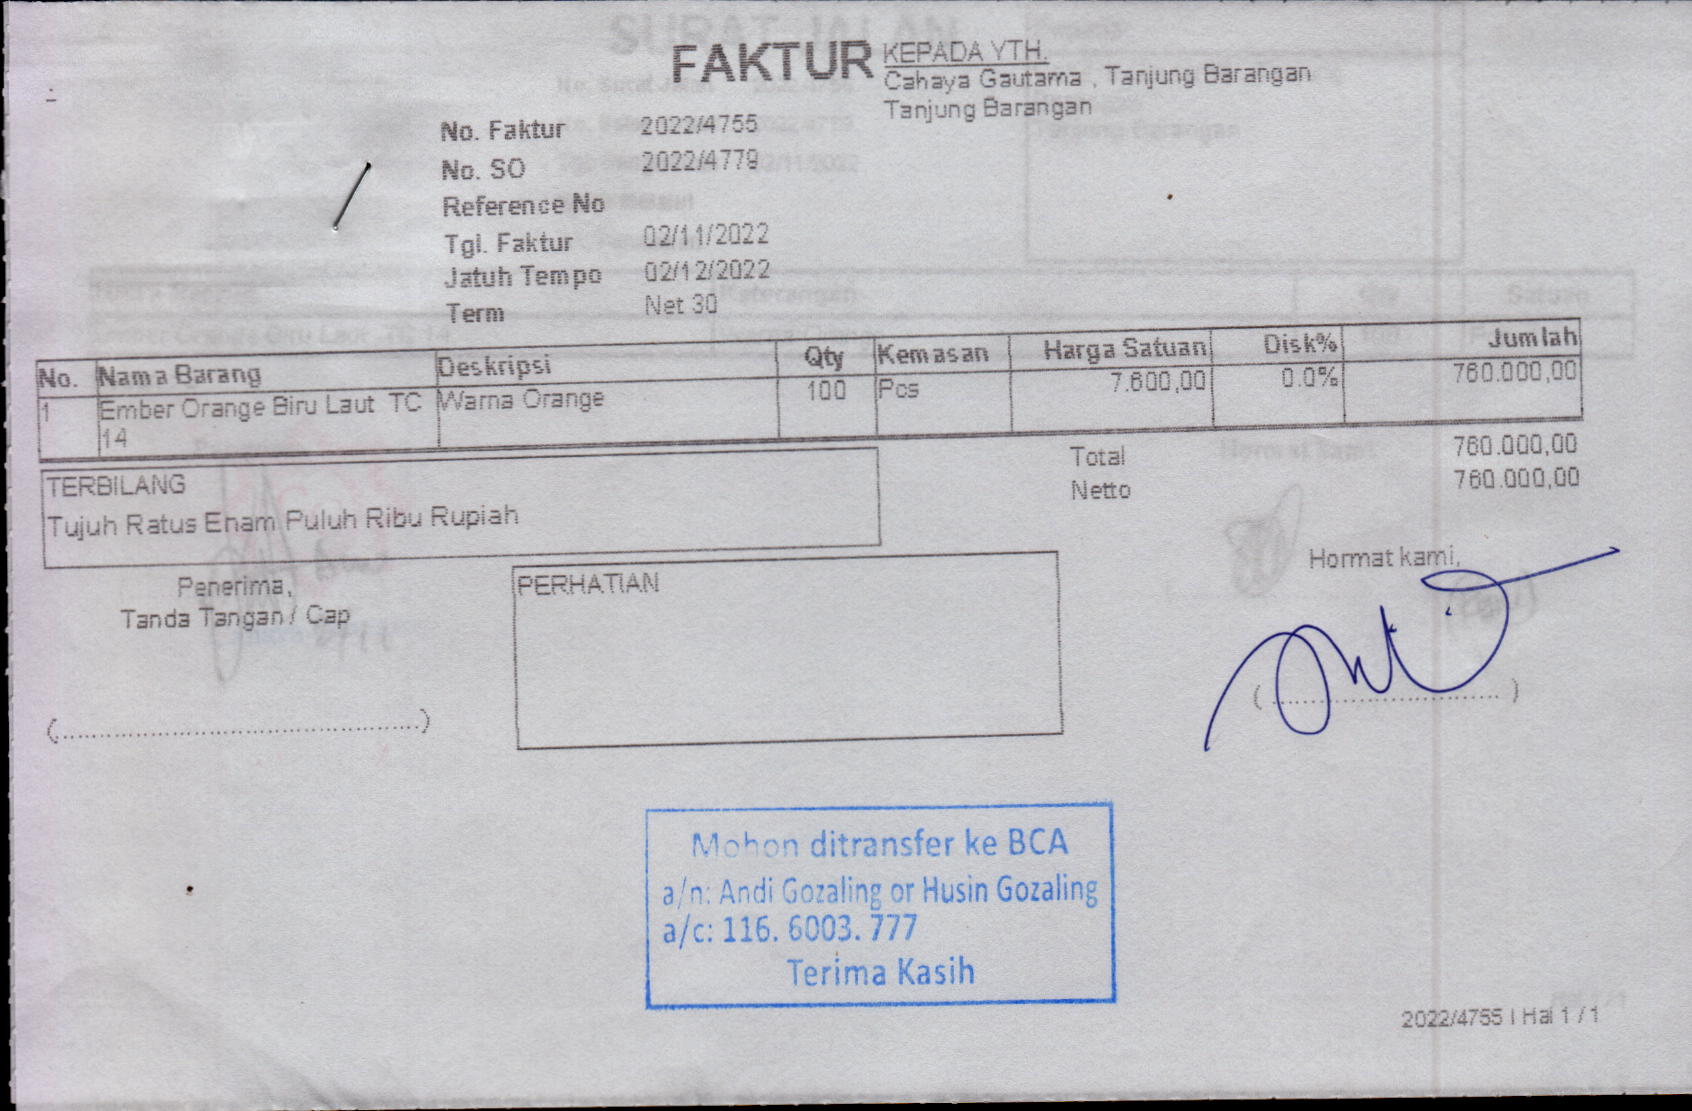 FAKTUR
KEPADA YTH.
Cahaya Gautama , Tanjung Barangan
Tanjung Barangan
No. Faktur 2022/4755
No. SO 2022/4779
Reference No
Tgl. Faktur 02/11/2022
Jatuh Tempo 02/12/2022
Term Net 30
No. Nama Barang Deskripsi Qty Kemasan Harga Satuan Disk% Jumlah
1 Ember Orange Biru Laut TC Warna Orange 100 Pcs 7.600,00 0.0% 760.000,00
14
Total 760.000,00
Netto 760.000,00
TERBILANG
Tujuh Ratus Enam Puluh Ribu Rupiah
Penerima,
Tanda Tangan / Cap
(................................................)
PERHATIAN
Hormat kami,
(................................)
Mohon ditransfer ke BCA
a/n: Andi Gozaling or Husin Gozaling
a/c: 116. 6003. 777
Terima Kasih
2022/4755 | Hal 1 / 1